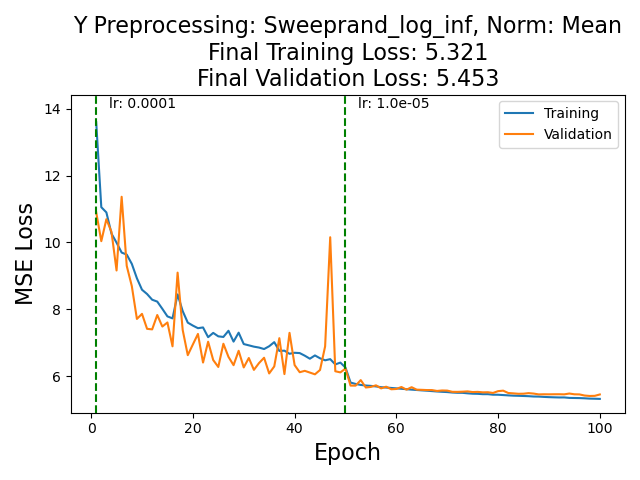 Y Preprocessing: Sweeprand_log_inf, Norm: Mean
Final Training Loss: 5.321
Final Validation Loss: 5.453
lr: 0.0001
lr: 1.0e-05
Training
Validation
MSE Loss
14
12
10
8
6
0
20
40
60
80
100
Epoch